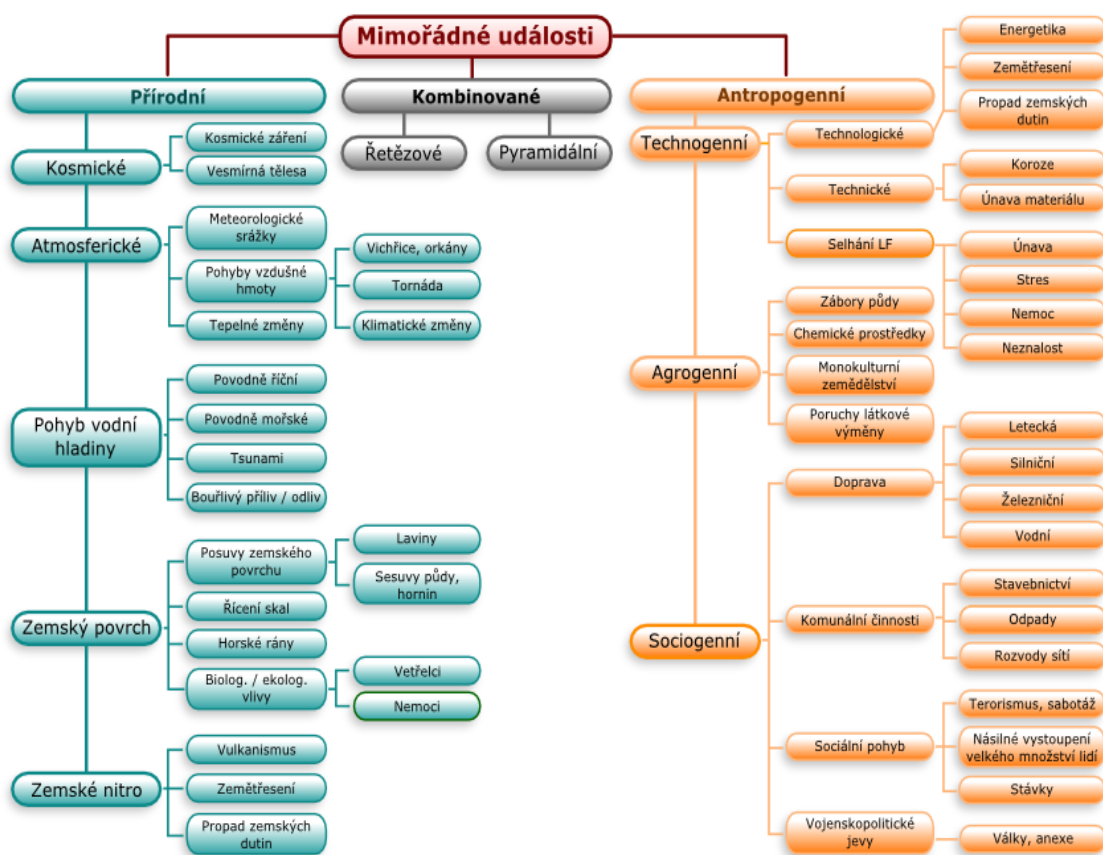 Mimořádné události
Přírodní
Kombinované
Antropogenní
Řetězové
Pyramidální
Kosmické
Kosmické záření
Vesmírná tělesa
Atmosferické
Meteorologické
srážky
Pohyby vzdušné
hmoty
Vichřice, orkány
Tornáda
Klimatické změny
Tepelné změny
Pohyb vodní
hladiny
Povodně říční
Povodně mořské
Tsunami
Bouřlivý příliv / odliv
Zemský povrch
Posuvy zemského
povrchu
Laviny
Sesuvy půdy,
hornin
Řícení skal
Horské rány
Biolog. / ekolog.
vlivy
Vetřelci
Nemoci
Zemské nitro
Vulkanismus
Zemětřesení
Propad zemských
dutin
Technogenní
Technologické
Energetika
Zemětřesení
Propad zemských
dutin
Technické
Koroze
Únava materiálu
Selhání LF
Únava
Stres
Nemoc
Neznalost
Agrogenní
Zábory půdy
Chemické prostředky
Monokulturní
zemědělství
Poruchy látkové
výměny
Sociogenní
Doprava
Letecká
Silniční
Železniční
Vodní
Komunální činnosti
Stavebnictví
Odpady
Rozvody sítí
Sociální pohyb
Terorismus, sabotáž
Násilné vystoupení
velkého množství lidí
Stávky
Vojenskopolitické
jevy
Války, anexe